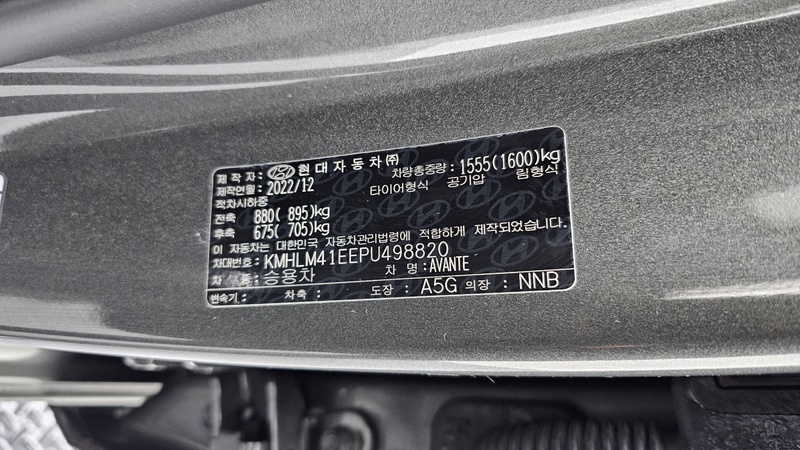 제 작 자 : 현대자동차㈜ 차량총중량: 1555(1600)kg
제작연월 : 2022/12 타이어형식 공기압 림형식
적차시하중
전축 880( 895)kg
후축 675( 705)kg
이 자동차는 대한민국 자동차관리법령에 적합하게 제작되었습니다.
차대번호: KMHLM41EEPU498820
차 종 : 승용차 차 명 : AVANTE
변속기 : 차축 : 도장 : A5G 의장 : NNB